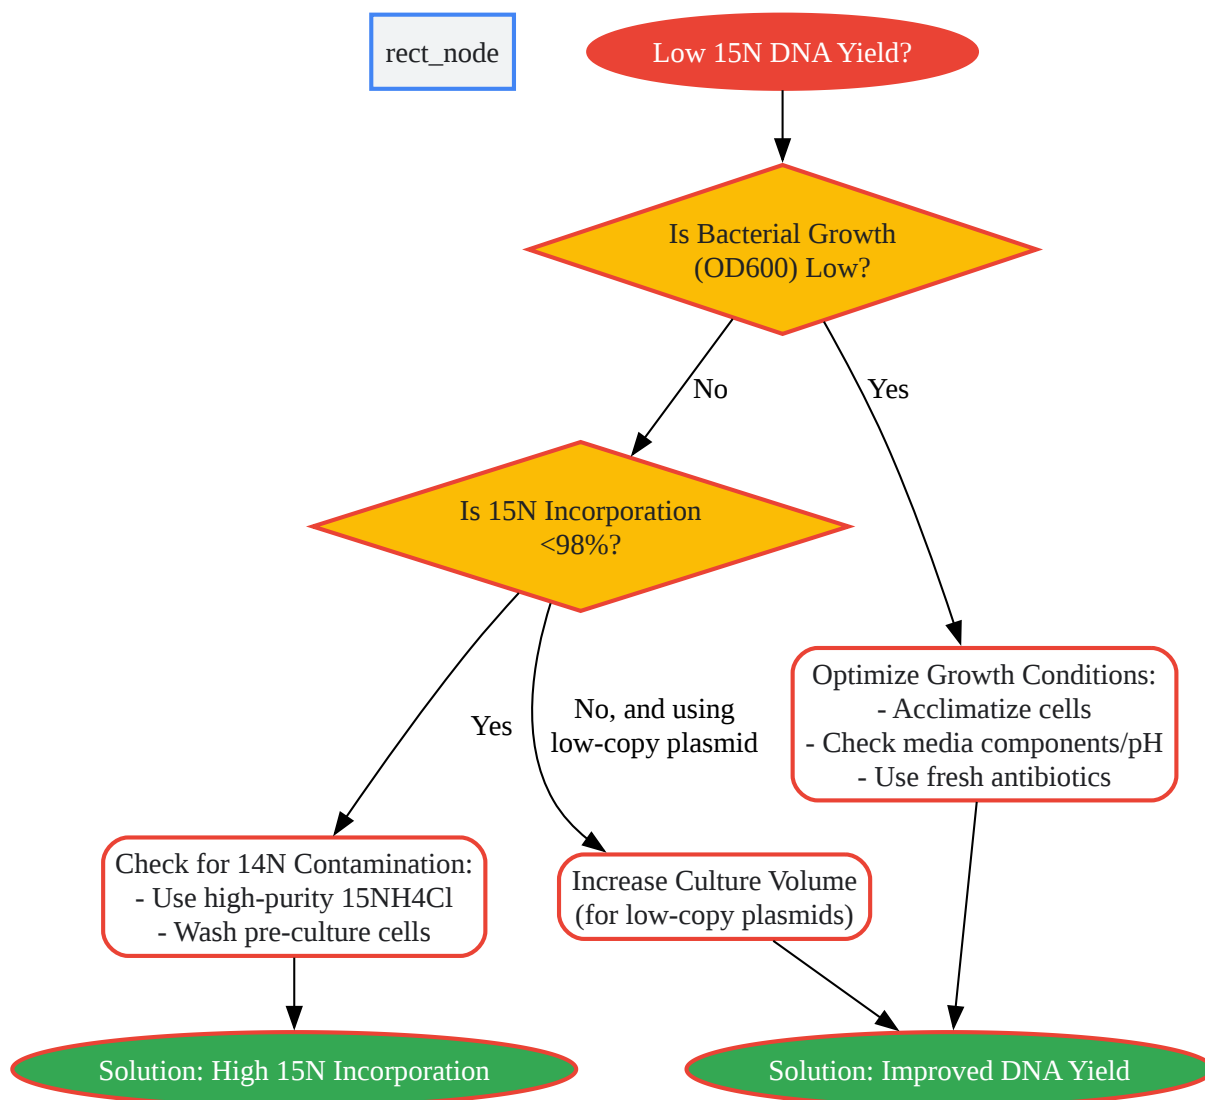 rect_node
Low 15N DNA Yield?
Is Bacterial Growth
(OD600) Low?
No
Yes
Is 15N Incorporation
<98%?
Yes
No, and using
low-copy plasmid
Optimize Growth Conditions:
- Acclimatize cells
- Check media components/pH
- Use fresh antibiotics
Check for 14N Contamination:
- Use high-purity 15NH4Cl
- Wash pre-culture cells
Increase Culture Volume
(for low-copy plasmids)
Solution: High 15N Incorporation
Solution: Improved DNA Yield